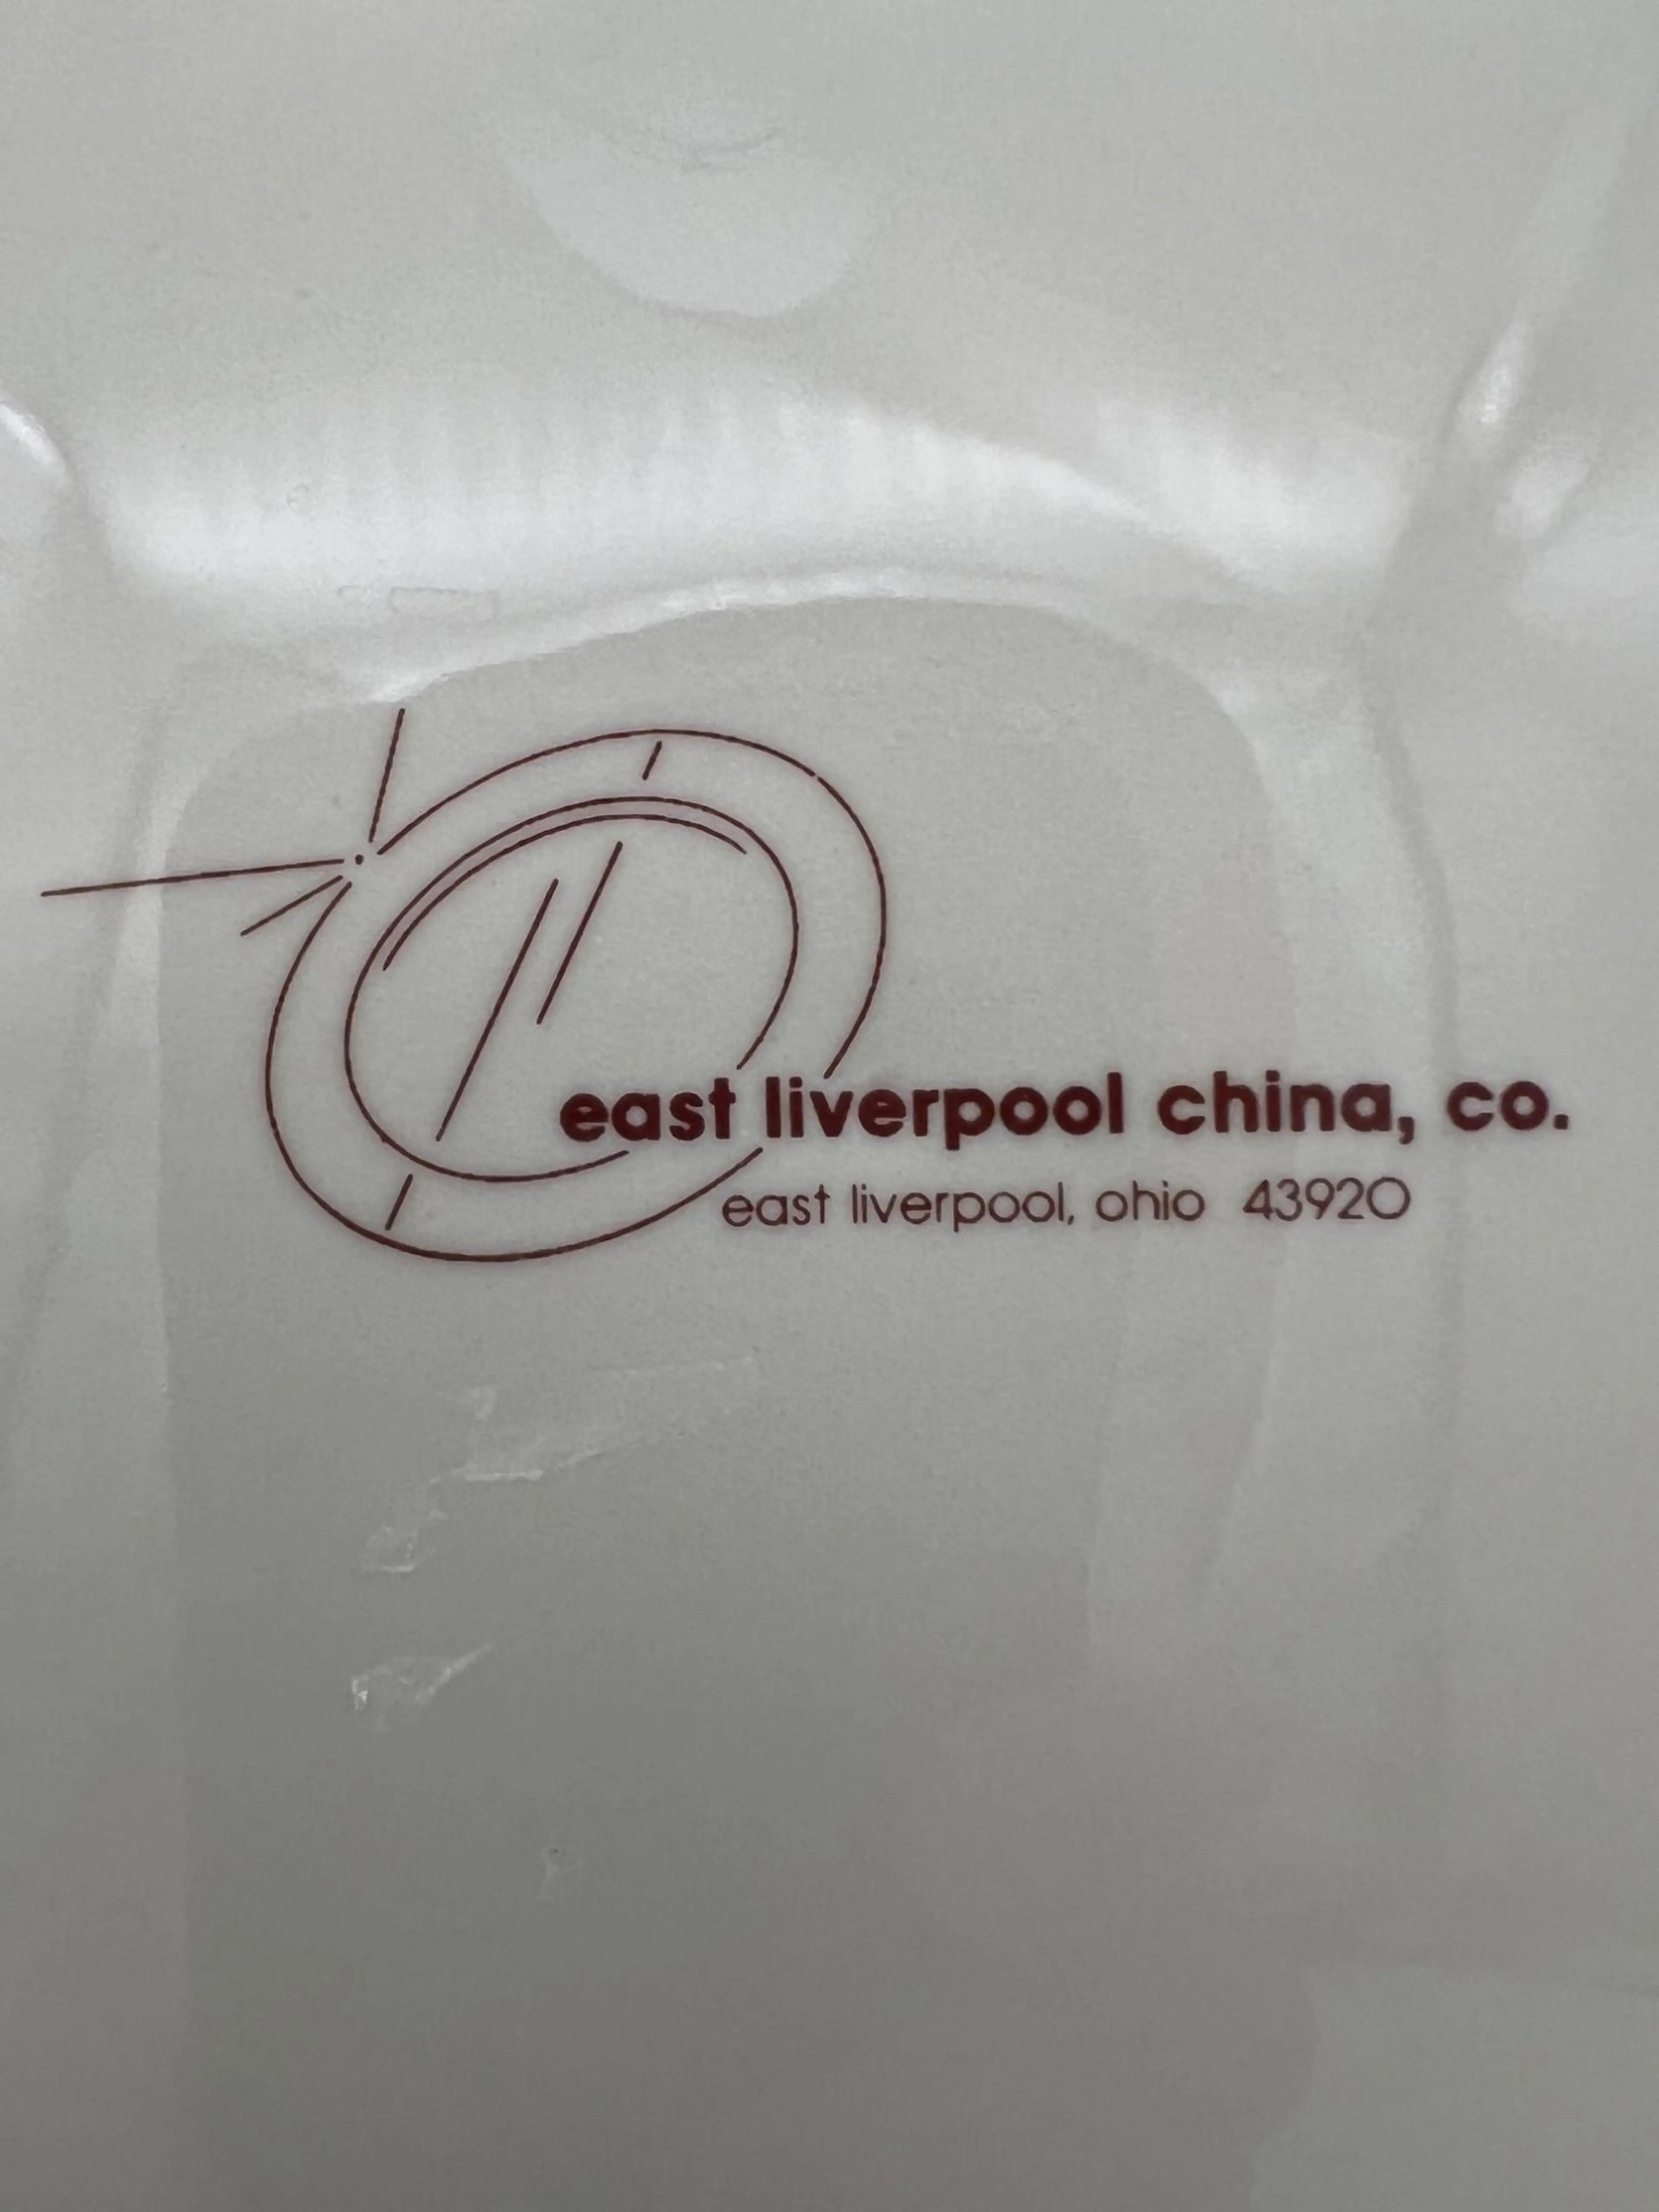 east liverpool china, co.
east liverpool, ohio 43920